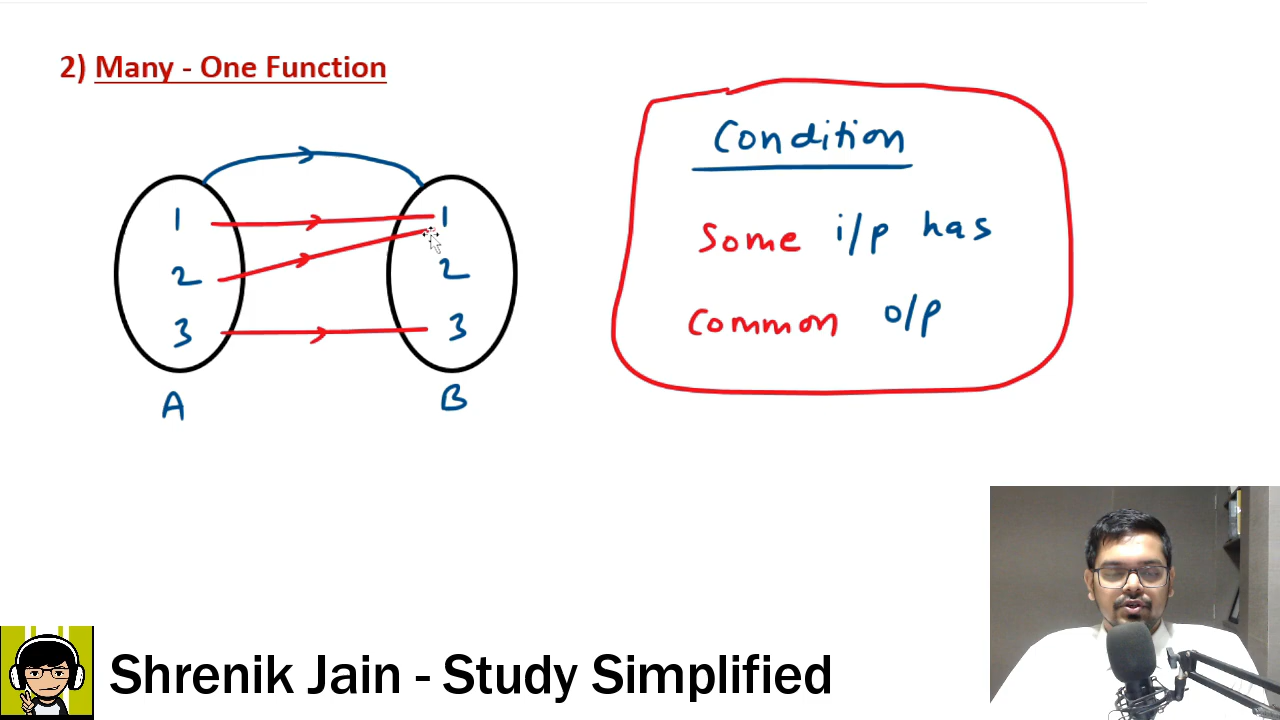 2) Many - One Function
Condition
Some i/p has
Common o/p
1
2
3
A
1
2
3
B
Shrenik Jain - Study Simplified